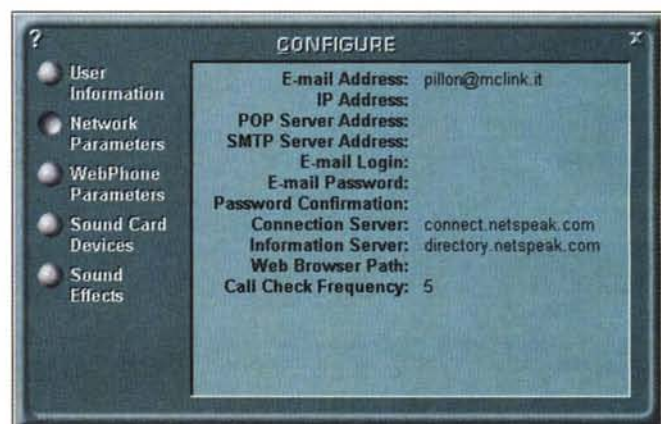 ?
CONFIGURE
x
User
Information
Network
Parameters
WebPhone
Parameters
Sound Card
Devices
Sound
Effects
E-mail Address: pillon@mclink.it
IP Address:
POP Server Address:
SMTP Server Address:
E-mail Login:
E-mail Password:
Password Confirmation:
Connection Server: connect.netspeak.com
Information Server: directory.netspeak.com
Web Browser Path:
Call Check Frequency: 5